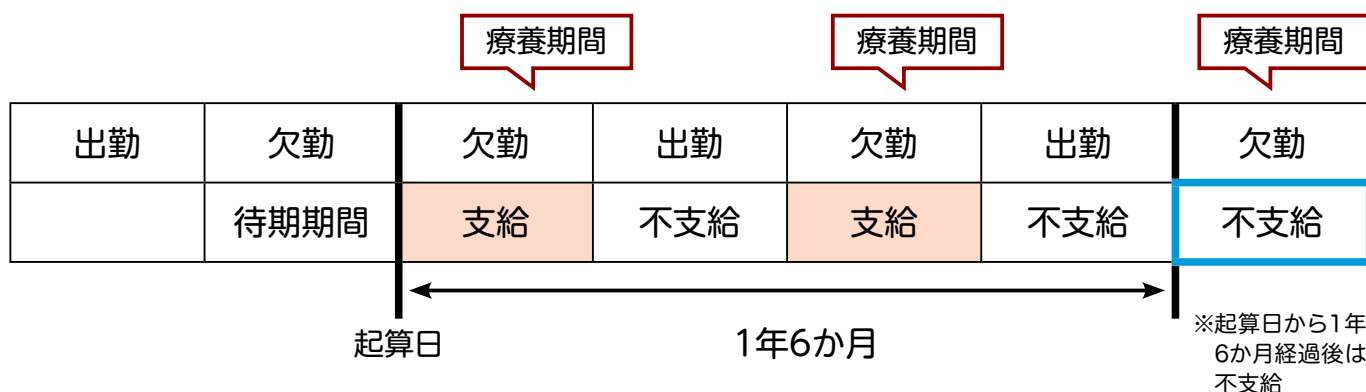 療養期間
療養期間
療養期間
出勤 欠勤 欠勤 出勤 欠勤 出勤 欠勤
待期期間 支給 不支給 支給 不支給 不支給
起算日
1年6か月
※起算日から1年
6か月経過後は
不支給